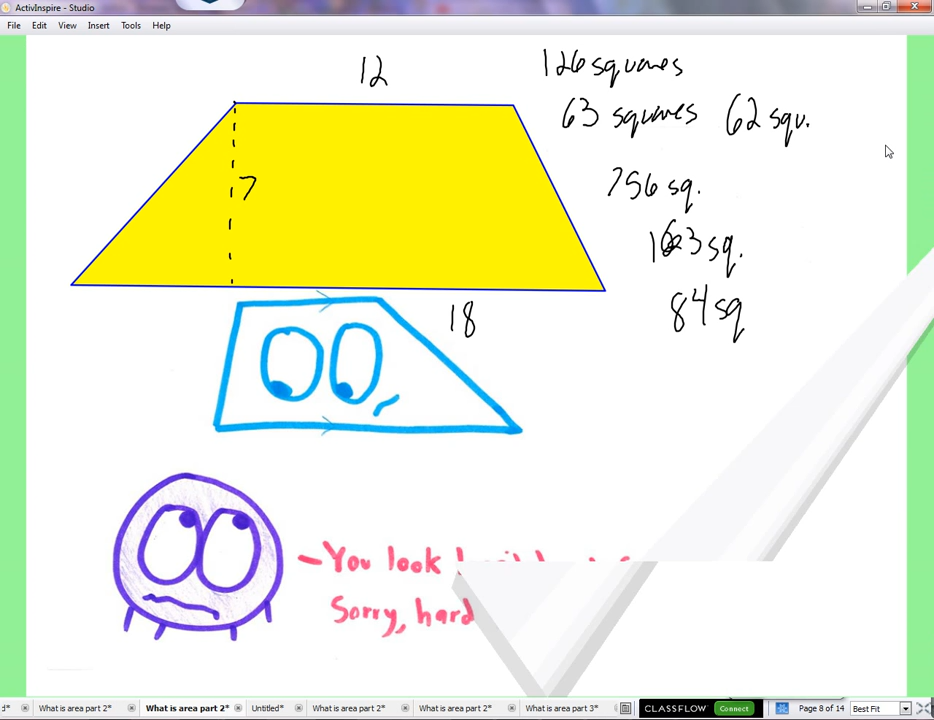 ActivInspire - Studio
File Edit View Insert Tools Help
12
126 squares
63 squares 62 squ.
7
756 sq.
163 sq.
84 sq
18
- You look
Sorry, hard
What is area part 2* What is area part 2* Untitled* What is area part 2* What is area part 2* What is area part 3* CLASSFLOW Connect Page 8 of 14 Best Fit